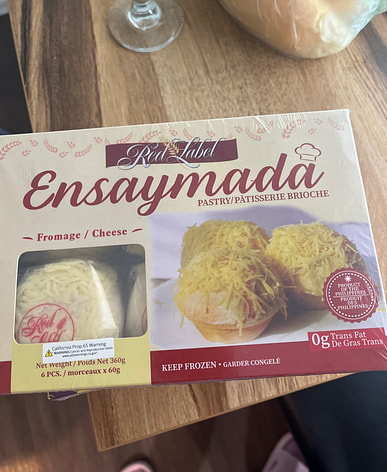 Red Label
Ensaymada
PASTRY/PÂTISSERIE BRIOCHE
Fromage / Cheese
PRODUCT
OF THE
PHILIPPINES
PRODUIT
DES
PHILIPPINES
Red
California Prop 65 Warning
WARNING
Net Weight / Poids Net 360g
6 PCS. / morceaux x 60g
KEEP FROZEN • GARDER CONGELÉ
0g Trans Fat
De Gras Trans